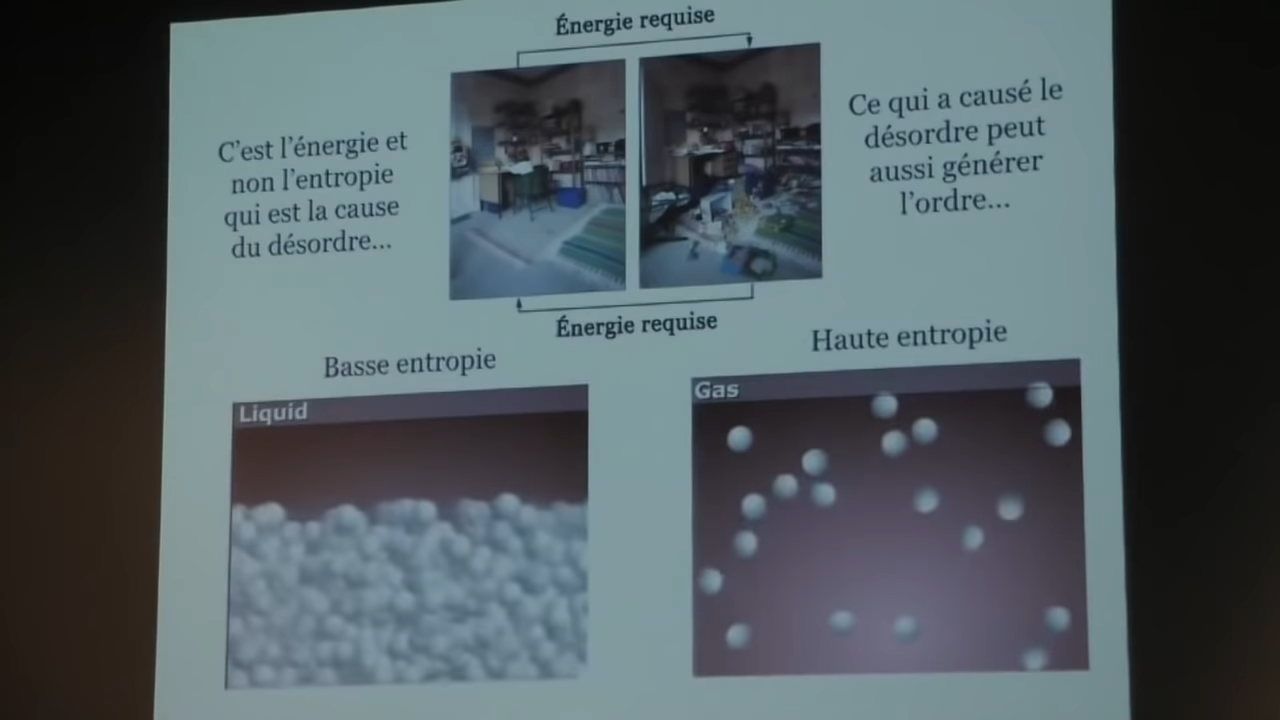 Énergie requise
C'est l'énergie et
non l'entropie
qui est la cause
du désordre...
Ce qui a causé le
désordre peut
aussi générer
l'ordre...
Énergie requise
Basse entropie
Haute entropie
Liquid
Gas